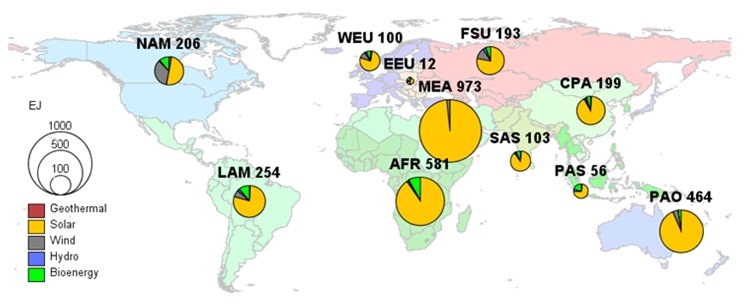 WEU 100
FSU 193
NAM 206
EEU 12
MEA 973
CPA 199
EJ
1000
500
100
SAS 103
AFR 581
LAM 254
PAS 56
PAO 464
Geothermal
Solar
Wind
Hydro
Bioenergy